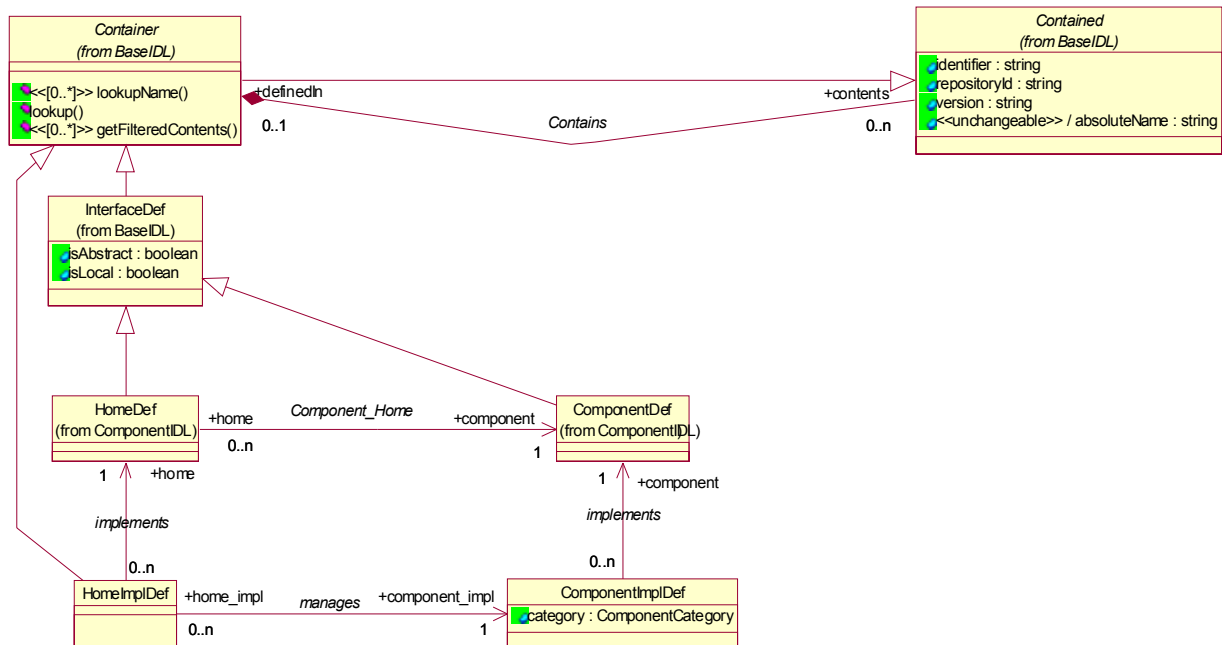 Container
(from BaseIDL)
<<[0..*]>> lookupName()
lookup()
<<[0..*]>> getFilteredContents()
Contained
(from BaseIDL)
identifier : string
repositoryId : string
version : string
<<unchangeable>> / absoluteName : string
+definedIn
0..1
Contains
+contents
0..n
InterfaceDef
(from BaseIDL)
isAbstract : boolean
isLocal : boolean
HomeDef
(from ComponentIDL)
+home
0..n
Component_Home
+component
1
ComponentDef
(from ComponentIDL)
1
+home
implements
0..n
1
+component
implements
0..n
HomeImplDef
+home_impl
0..n
manages
+component_impl
1
ComponentImplDef
category : ComponentCategory